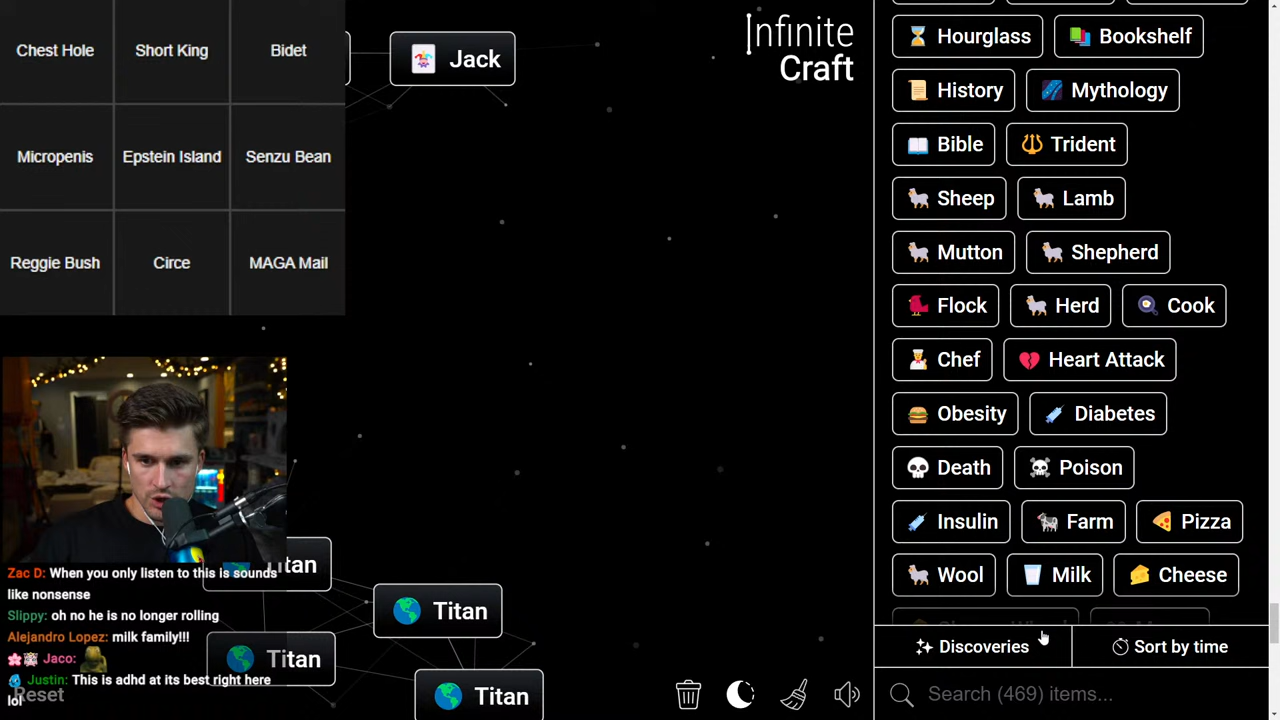 Chest Hole Short King Bidet
Micropenis Epstein Island Senzu Bean
Reggie Bush Circe MAGA Mail
Jack
Infinite
Craft
Hourglass Bookshelf
History Mythology
Bible Trident
Sheep Lamb
Mutton Shepherd
Flock Herd Cook
Chef Heart Attack
Obesity Diabetes
Death Poison
Insulin Farm Pizza
Wool Milk Cheese
Discoveries Sort by time
Search (469) items...
Titan
Titan
Titan
Titan
Zac D: When you only listen to this is sounds
like nonsense
Slippy: oh no he is no longer rolling
Alejandro Lopez: milk family!!!
Jaco:
Justin: This is adhd at its best right here
lol
Reset